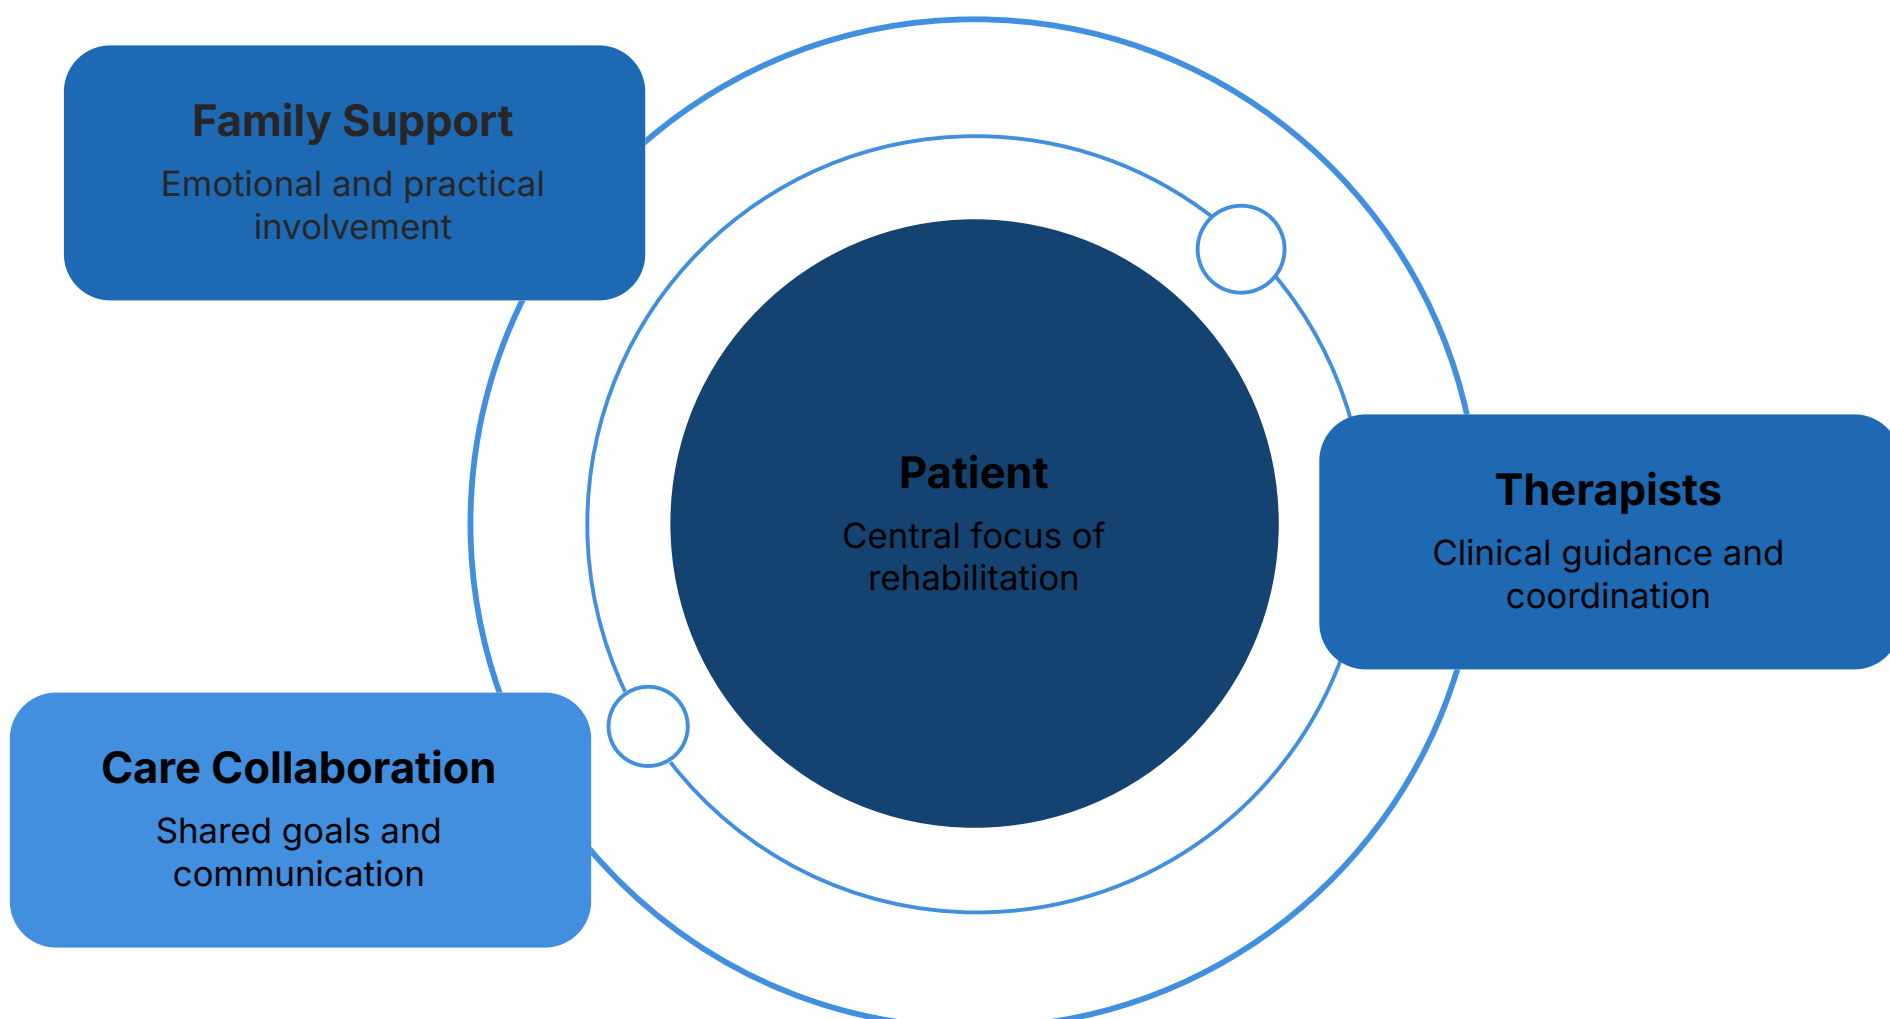 Family Support
Emotional and practical
involvement
Patient
Central focus of
rehabilitation
Therapists
Clinical guidance and
coordination
Care Collaboration
Shared goals and
communication